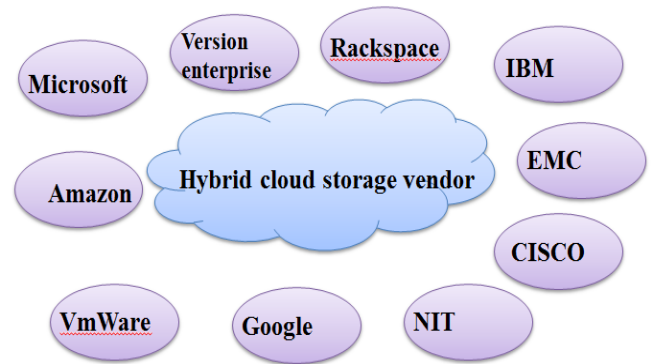 Version
enterprise
Rackspace
Microsoft
IBM
Hybrid cloud storage vendor
EMC
Amazon
CISCO
VmWare
Google
NIT